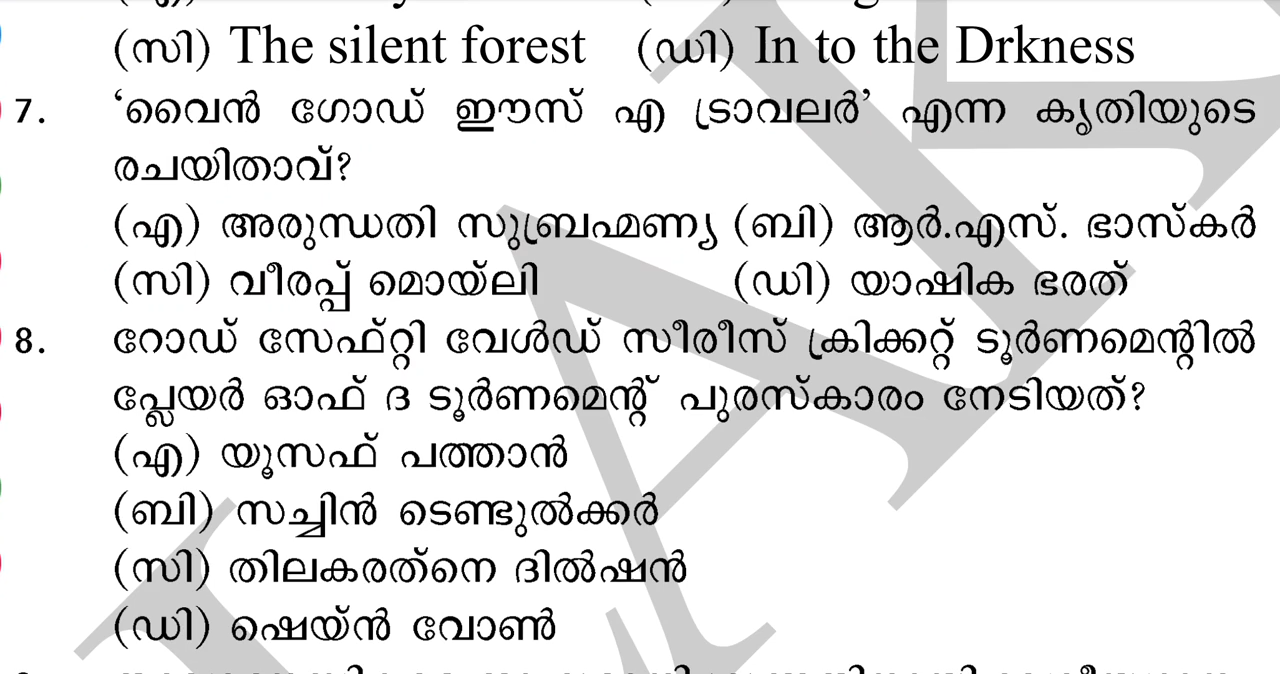 (സി) The silent forest (ഡി) In to the Drkness
7. ‘വൈൻ ഗോഡ് ഈസ് എ ട്രാവലർ’ എന്ന കൃതിയുടെ
രചയിതാവ്?
(എ) അരുന്ധതി സുബ്രഹ്മണ്യ (ബി) ആർ.എസ്. ഭാസ്കർ
(സി) വീരപ്പ് മൊയ്‌ലി (ഡി) യാഷിക ഭരത്
8. റോഡ് സേഫ്റ്റി വേൾഡ് സീരീസ് ക്രിക്കറ്റ് ടൂർണമെന്റിൽ
പ്ലേയർ ഓഫ് ദ ടൂർണമെന്റ് പുരസ്കാരം നേടിയത്?
(എ) യൂസഫ് പത്താൻ
(ബി) സച്ചിൻ ടെണ്ടുൽക്കർ
(സി) തിലകരത്‌നെ ദിൽഷൻ
(ഡി) ഷെയ്ൻ വോൺ